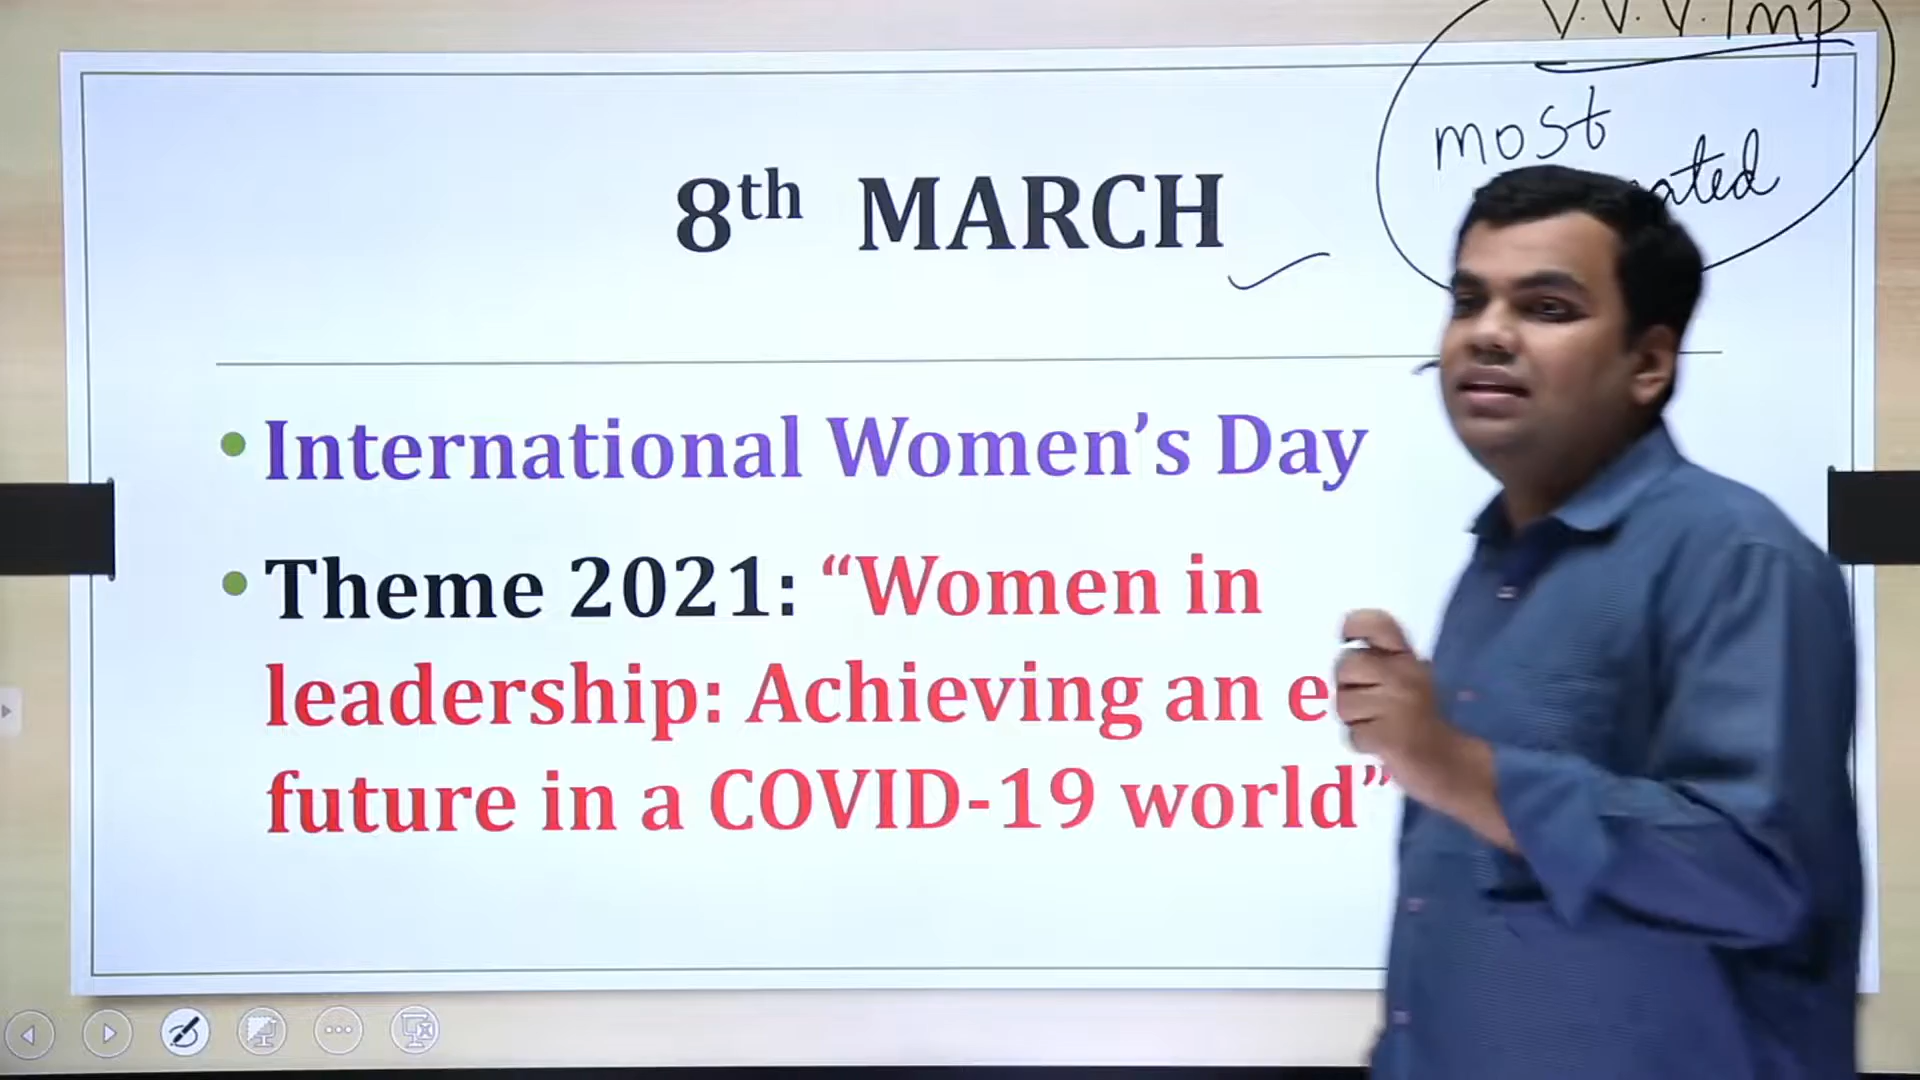 V.V.V.Imp
most
8th MARCH
International Women’s Day
Theme 2021: “Women in
leadership: Achieving an
future in a COVID-19 world”